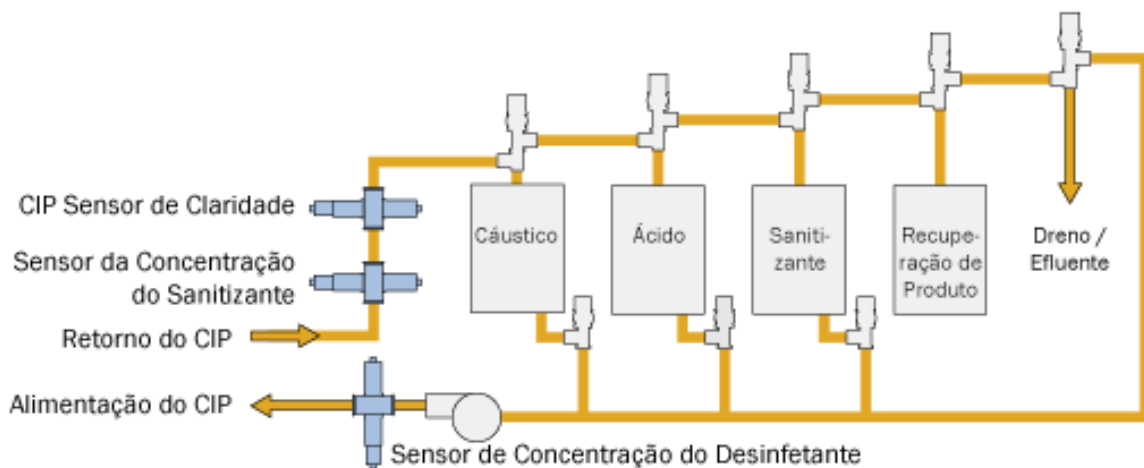 CIP Sensor de Claridade
Sensor da Concentração
do Sanitizante
Retorno do CIP
Alimentação do CIP
Sensor de Concentração do Desinfetante
Cáustico
Ácido
Saniti-
zante
Recupe-
ração de
Produto
Dreno /
Efluente